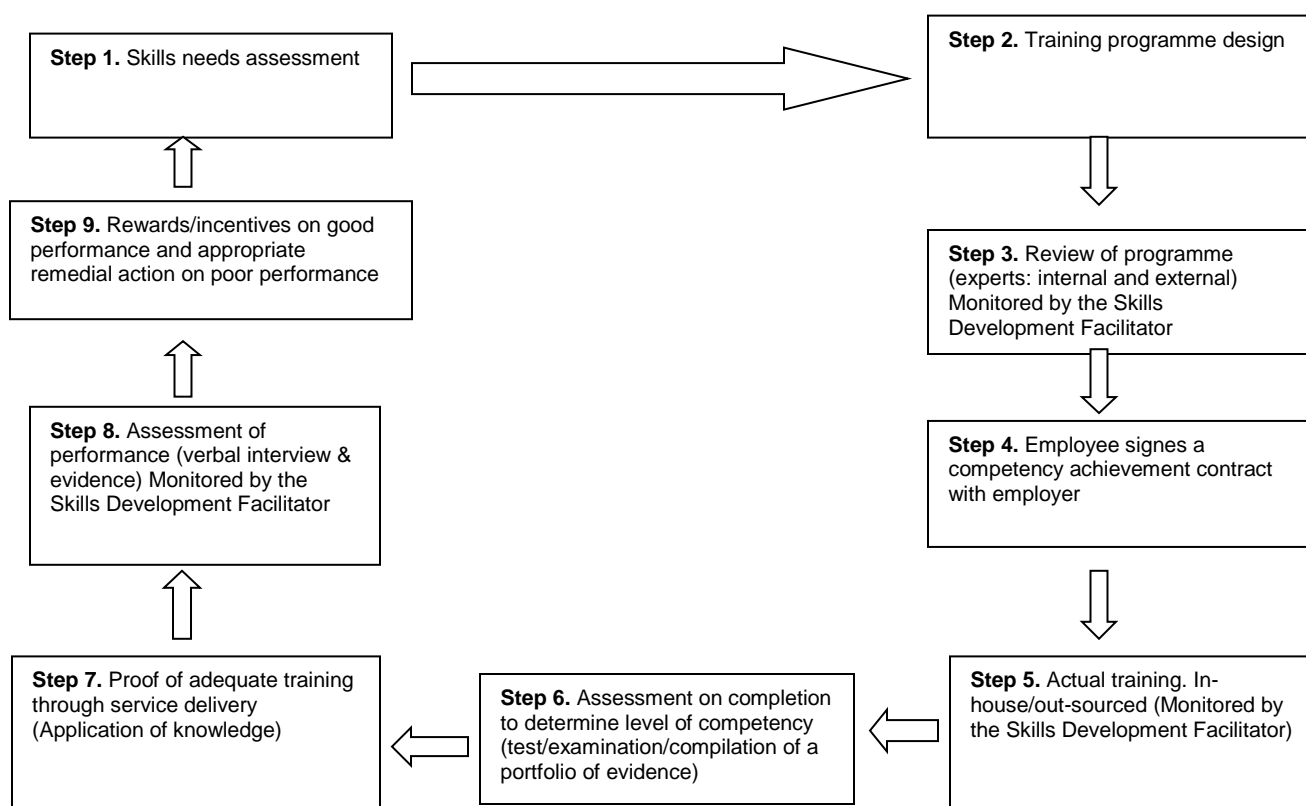 Step 1. Skills needs assessment
Step 2. Training programme design
Step 3. Review of programme
(experts: internal and external)
Monitored by the Skills
Development Facilitator
Step 4. Employee signes a
competency achievement contract
with employer
Step 5. Actual training. In-
house/out-sourced (Monitored by
the Skills Development Facilitator)
Step 6. Assessment on completion
to determine level of competency
(test/examination/compilation of a
portfolio of evidence)
Step 7. Proof of adequate training
through service delivery
(Application of knowledge)
Step 8. Assessment of
performance (verbal interview &
evidence) Monitored by the
Skills Development Facilitator
Step 9. Rewards/incentives on good
performance and appropriate
remedial action on poor performance